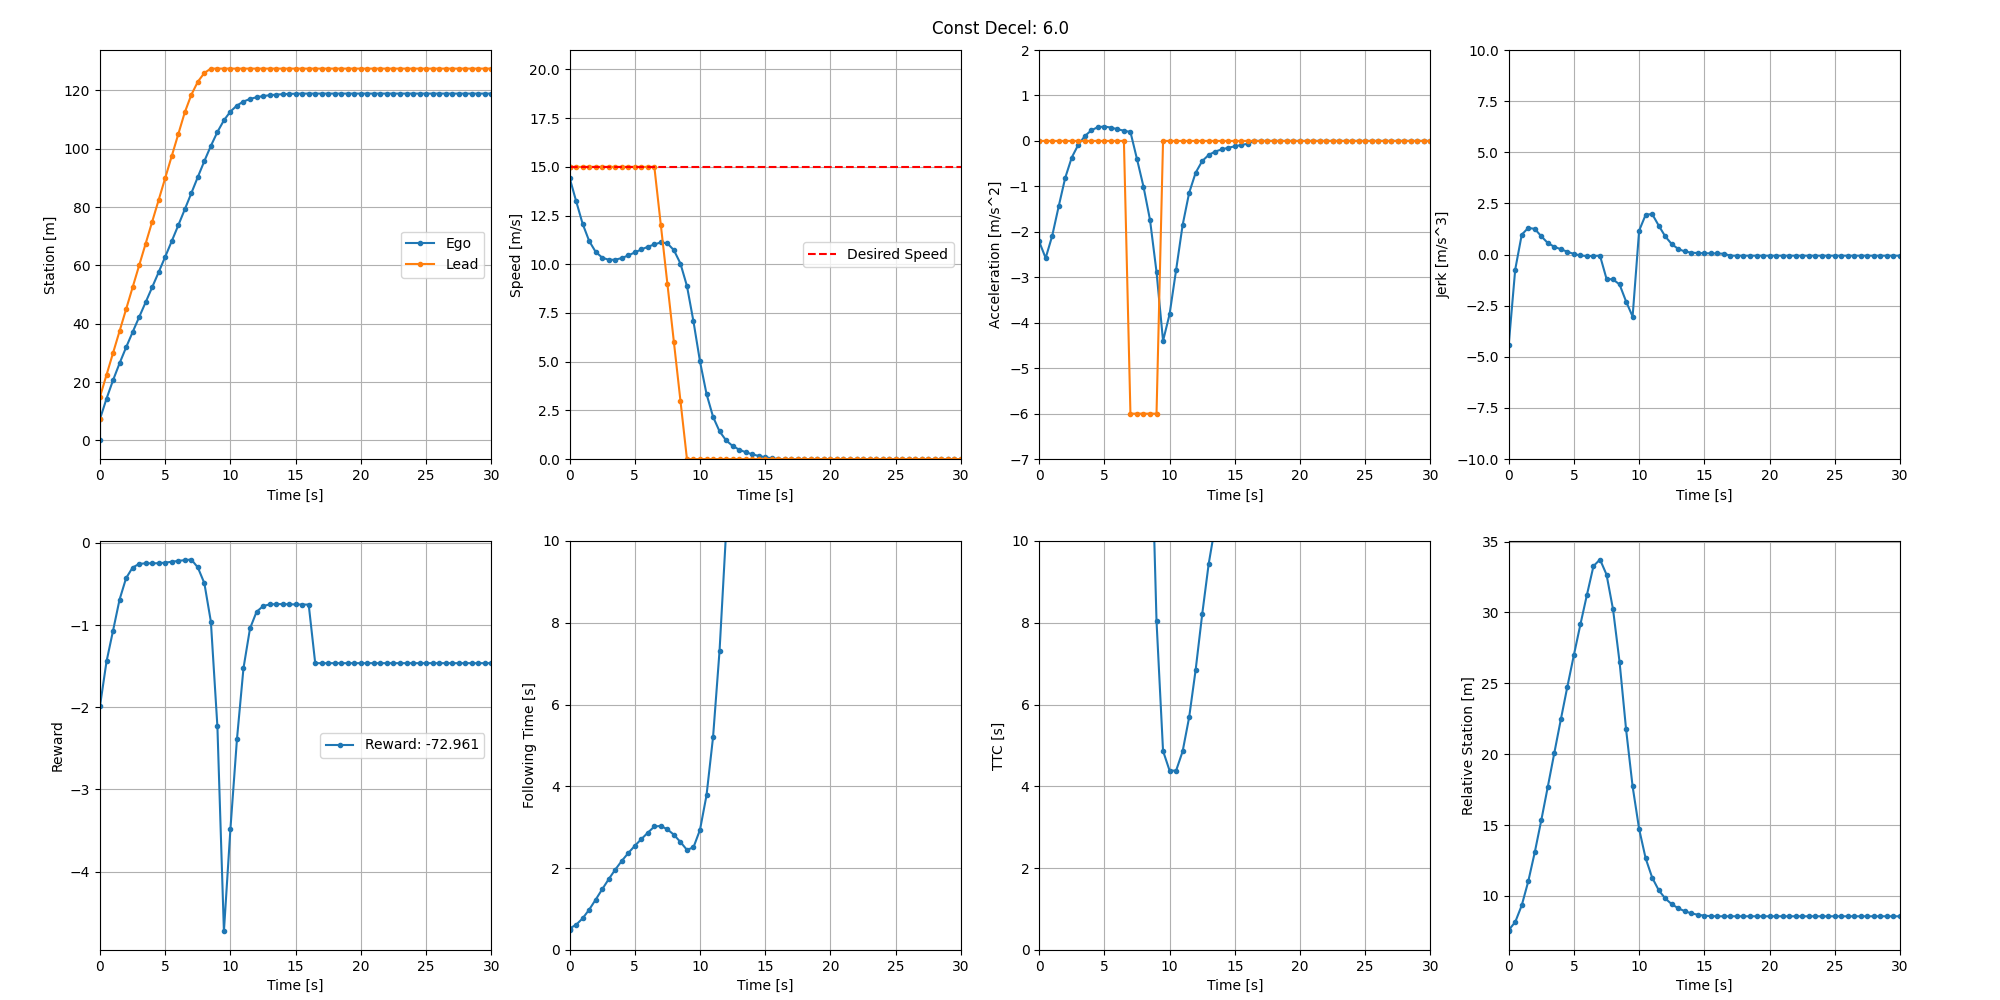 Const Decel: 6.0
Station [m]
120
100
80
60
40
20
0
Ego
Lead
0 5 10 15 20 25 30
Time [s]
Speed [m/s]
20.0
17.5
15.0
12.5
10.0
7.5
5.0
2.5
0.0
Desired Speed
0 5 10 15 20 25 30
Time [s]
Acceleration [m/s^2]
2
1
0
−1
−2
−3
−4
−5
−6
−7
0 5 10 15 20 25 30
Time [s]
Jerk [m/s^3]
10.0
7.5
5.0
2.5
0.0
−2.5
−5.0
−7.5
−10.0
0 5 10 15 20 25 30
Time [s]
Reward
0
−1
−2
−3
−4
Reward: -72.961
0 5 10 15 20 25 30
Time [s]
Following Time [s]
10
8
6
4
2
0
0 5 10 15 20 25 30
Time [s]
TTC [s]
10
8
6
4
2
0
0 5 10 15 20 25 30
Time [s]
Relative Station [m]
35
30
25
20
15
10
0 5 10 15 20 25 30
Time [s]